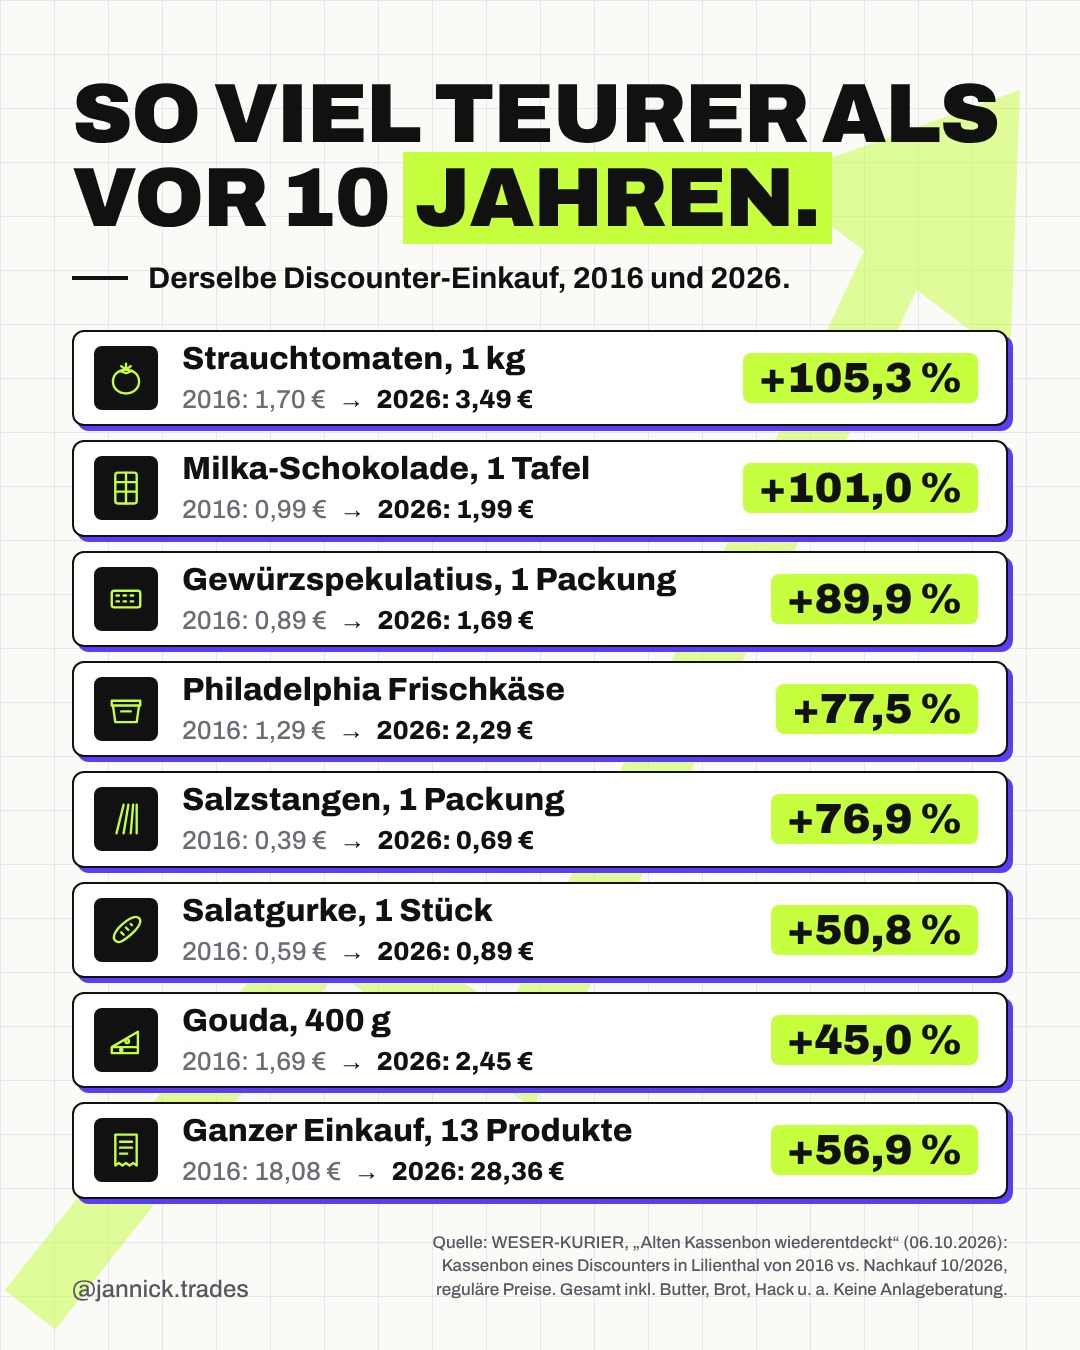 SO VIEL TEURER ALS
VOR 10 JAHREN.
Derselbe Discounter-Einkauf, 2016 und 2026.
Strauchtomaten, 1 kg
2016: 1,70 € → 2026: 3,49 €
+105,3 %
Milka-Schokolade, 1 Tafel
2016: 0,99 € → 2026: 1,99 €
+101,0 %
Gewürzspekulatius, 1 Packung
2016: 0,89 € → 2026: 1,69 €
+89,9 %
Philadelphia Frischkäse
2016: 1,29 € → 2026: 2,29 €
+77,5 %
Salzstangen, 1 Packung
2016: 0,39 € → 2026: 0,69 €
+76,9 %
Salatgurke, 1 Stück
2016: 0,59 € → 2026: 0,89 €
+50,8 %
Gouda, 400 g
2016: 1,69 € → 2026: 2,45 €
+45,0 %
Ganzer Einkauf, 13 Produkte
2016: 18,08 € → 2026: 28,36 €
+56,9 %
Quelle: WESER-KURIER, „Alten Kassenbon wiederentdeckt“ (06.10.2026):
Kassenbon eines Discounters in Lilienthal von 2016 vs. Nachkauf 10/2026,
reguläre Preise. Gesamt inkl. Butter, Brot, Hack u. a. Keine Anlageberatung.
@jannick.trades